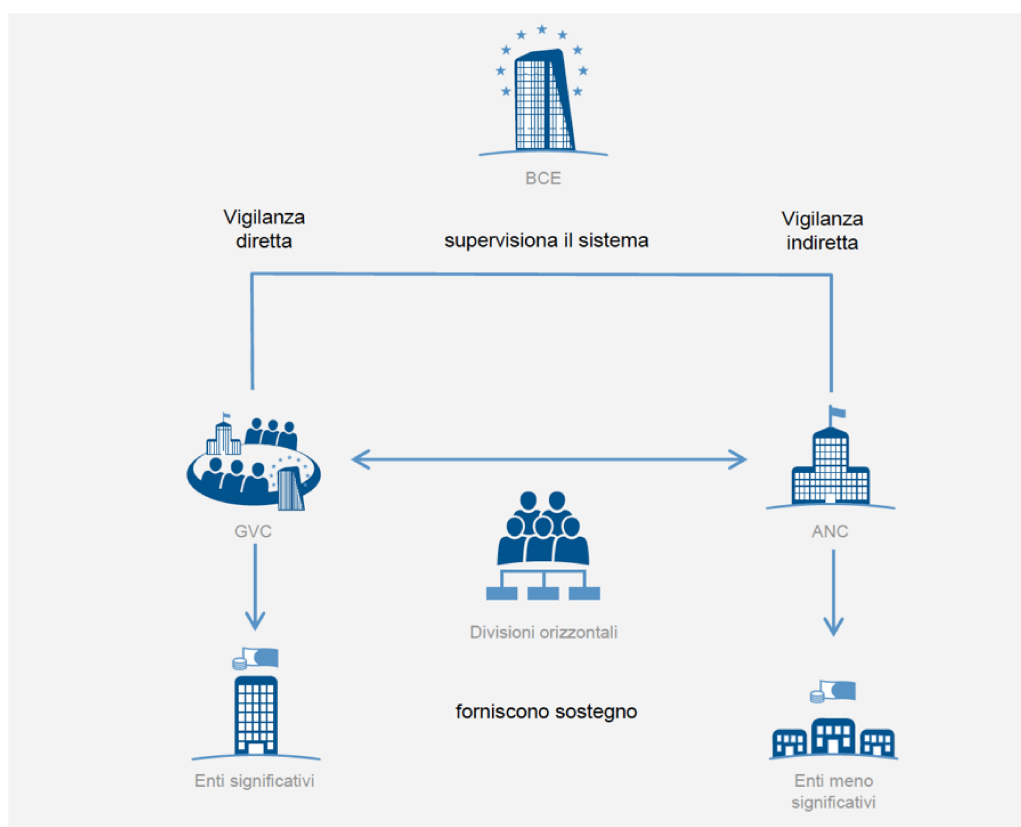 BCE
Vigilanza
diretta
supervisiona il sistema
Vigilanza
indiretta
GVC
ANC
Divisioni orizzontali
forniscono sostegno
Enti significativi
Enti meno
significativi